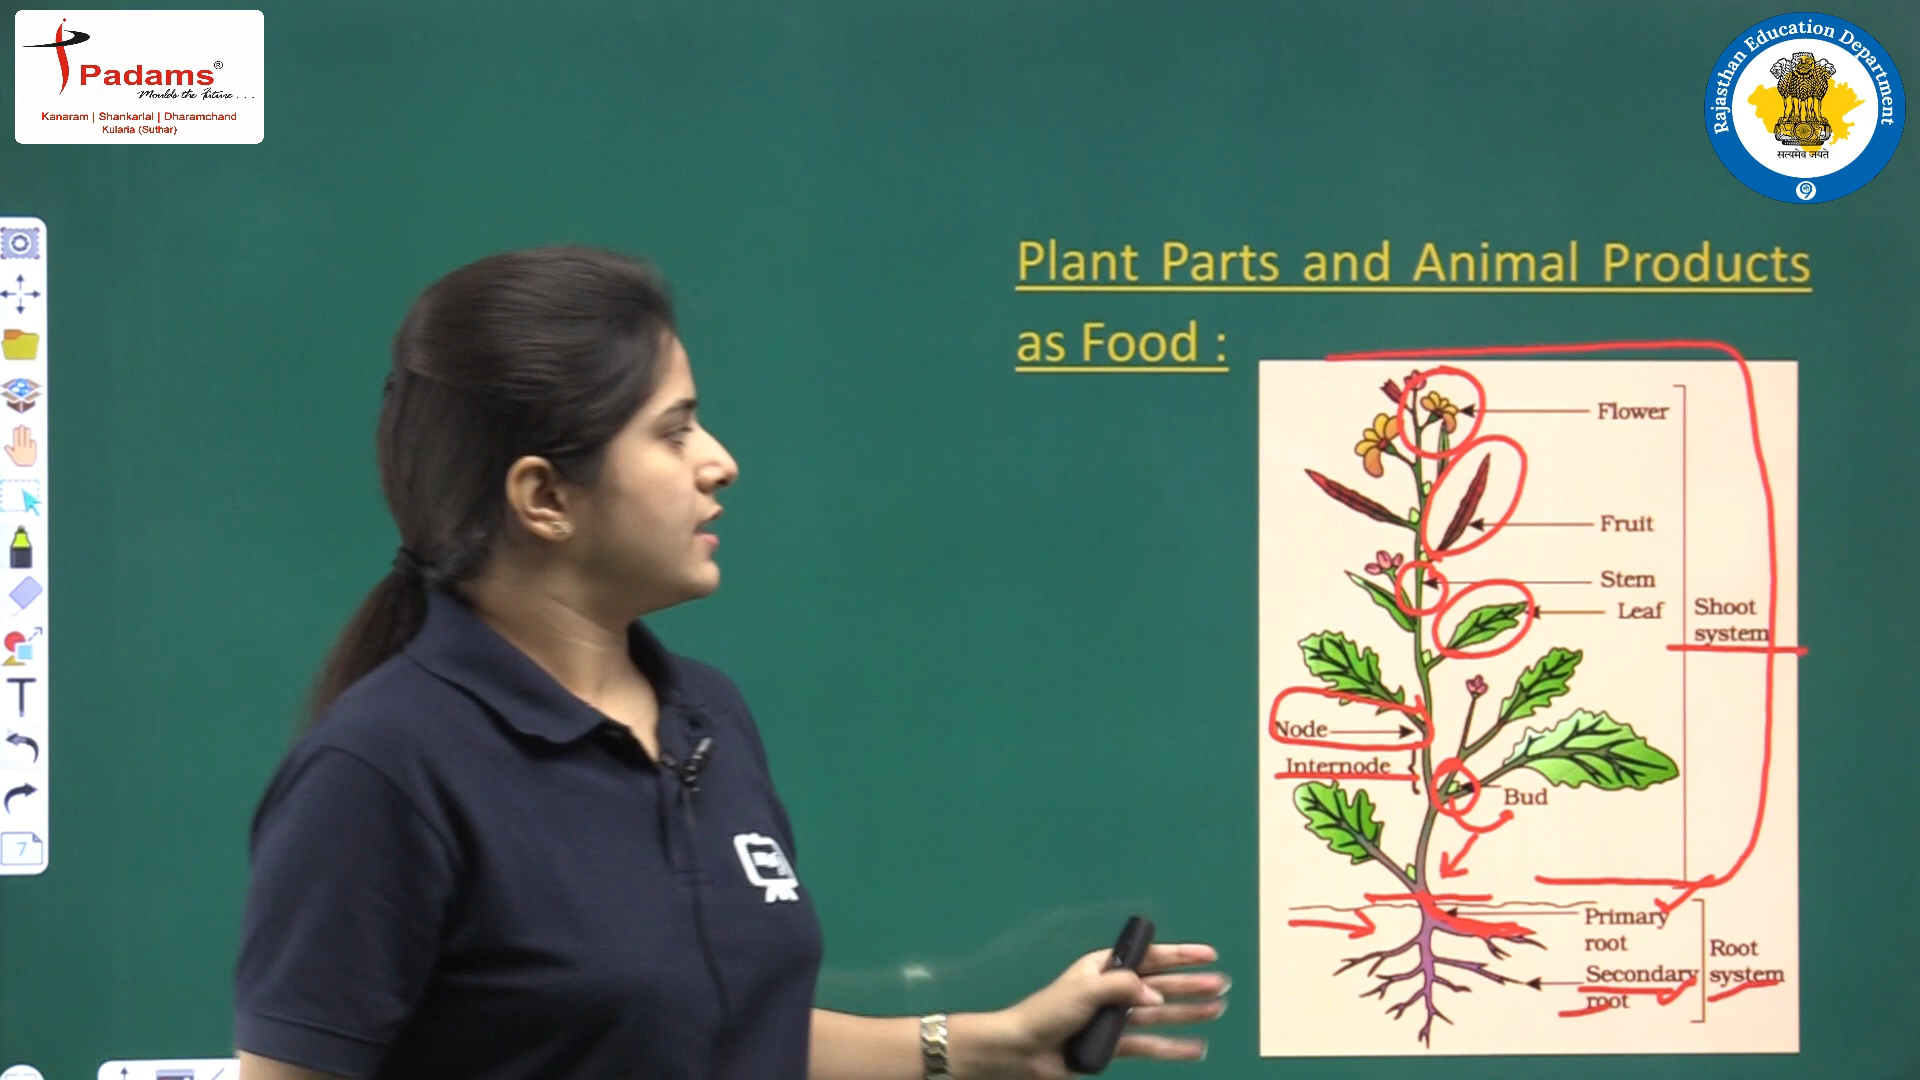 Padams®
Moulds the Future...
Kanaram | Shankarlal | Dharamchand
Kularia (Suthar)
Rajasthan Education Department
सत्यमेव जयते
Plant Parts and Animal Products
as Food :
Flower
Fruit
Stem
Leaf
Shoot
system
Node
Internode
Bud
Primary
root
Secondary
root
Root
system
T
7